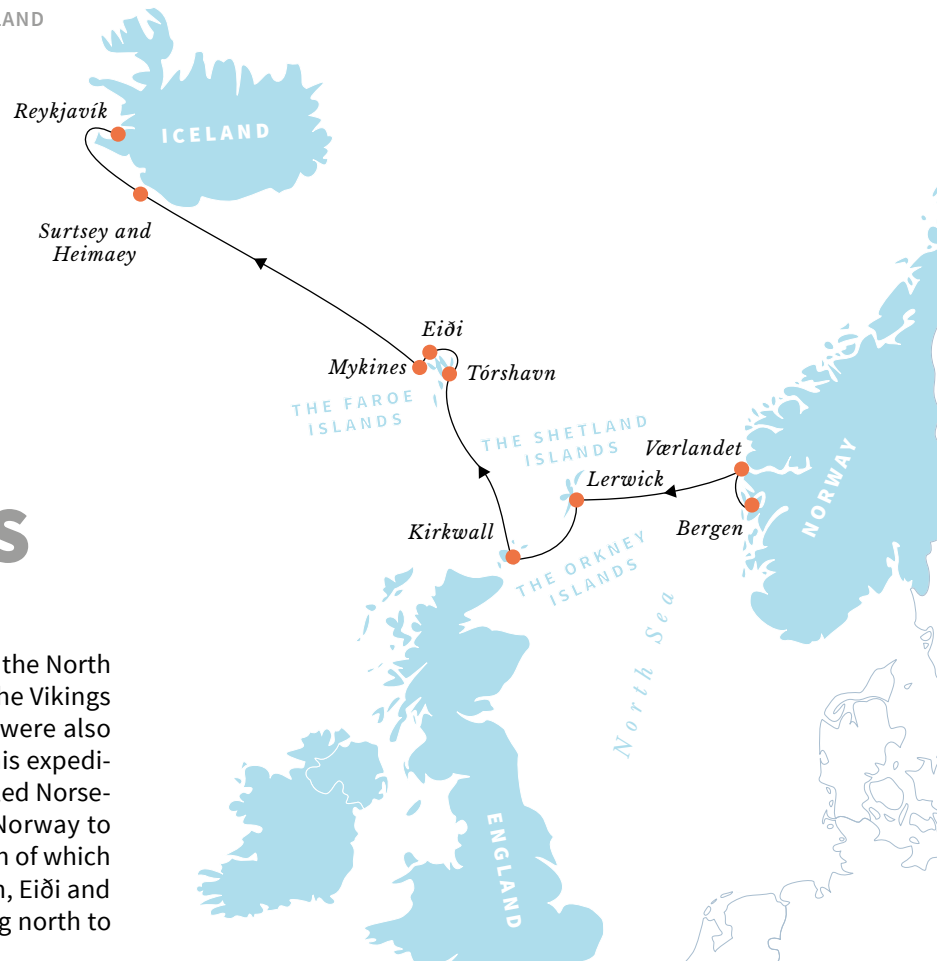 LAND
Reykjavík
ICELAND
Surtsey and
Heimaey
Eiði
Mykines
Tórshavn
THE FAROE
ISLANDS
THE SHETLAND
ISLANDS
Værlandet
Lerwick
NORWAY
Bergen
Kirkwall
THE ORKNEY
ISLANDS
North Sea
ENGLAND
S
the North
he Vikings
were also
is expedi-
ed Norse-
Norway to
n of which
n, Eiði and
g north to